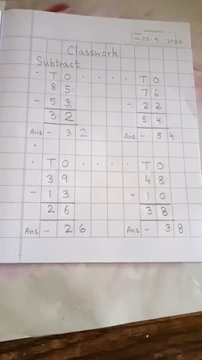 Classwork
Subtract
T O T O
8 5 7 6
- 5 3 - 2 2
3 2 5 4
Ans - 3 2 Ans - 5 4
T O T O
3 9 4 8
- 1 3 - 1 0
2 6 3 8
Ans - 2 6 Ans - 3 8